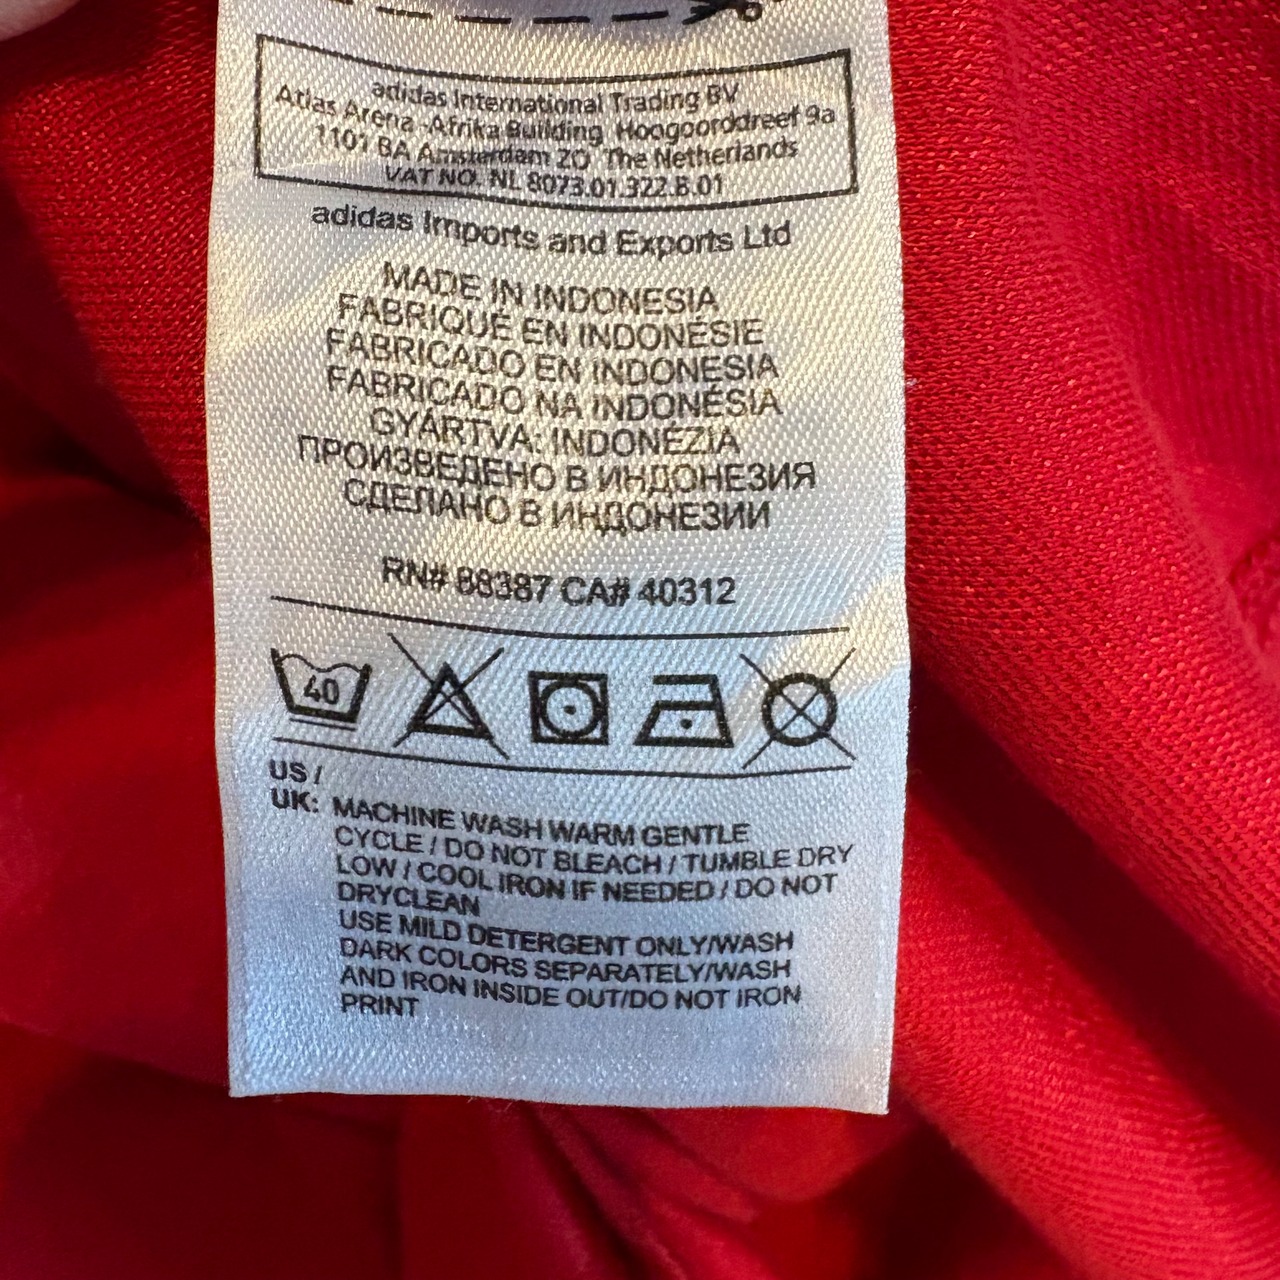 adidas International Trading BV
Atlas Arena -Afrika Building Hoogoorddreef 9a
1101 BA Amsterdam ZO The Netherlands
VAT NO. NL 8073.01.322.B.01
adidas Imports and Exports Ltd
MADE IN INDONESIA
FABRIQUÉ EN INDONÉSIE
FABRICADO EN INDONESIA
FABRICADO NA INDONÉSIA
GYÁRTVA: INDONÉZIA
ПРОИЗВЕДЕНО В ИНДОНЕЗИЯ
СДЕЛАНО В ИНДОНЕЗИИ
RN# 88387 CA# 40312
40
US /
UK: MACHINE WASH WARM GENTLE
CYCLE / DO NOT BLEACH / TUMBLE DRY
LOW / COOL IRON IF NEEDED / DO NOT
DRYCLEAN
USE MILD DETERGENT ONLY/WASH
DARK COLORS SEPARATELY/WASH
AND IRON INSIDE OUT/DO NOT IRON
PRINT